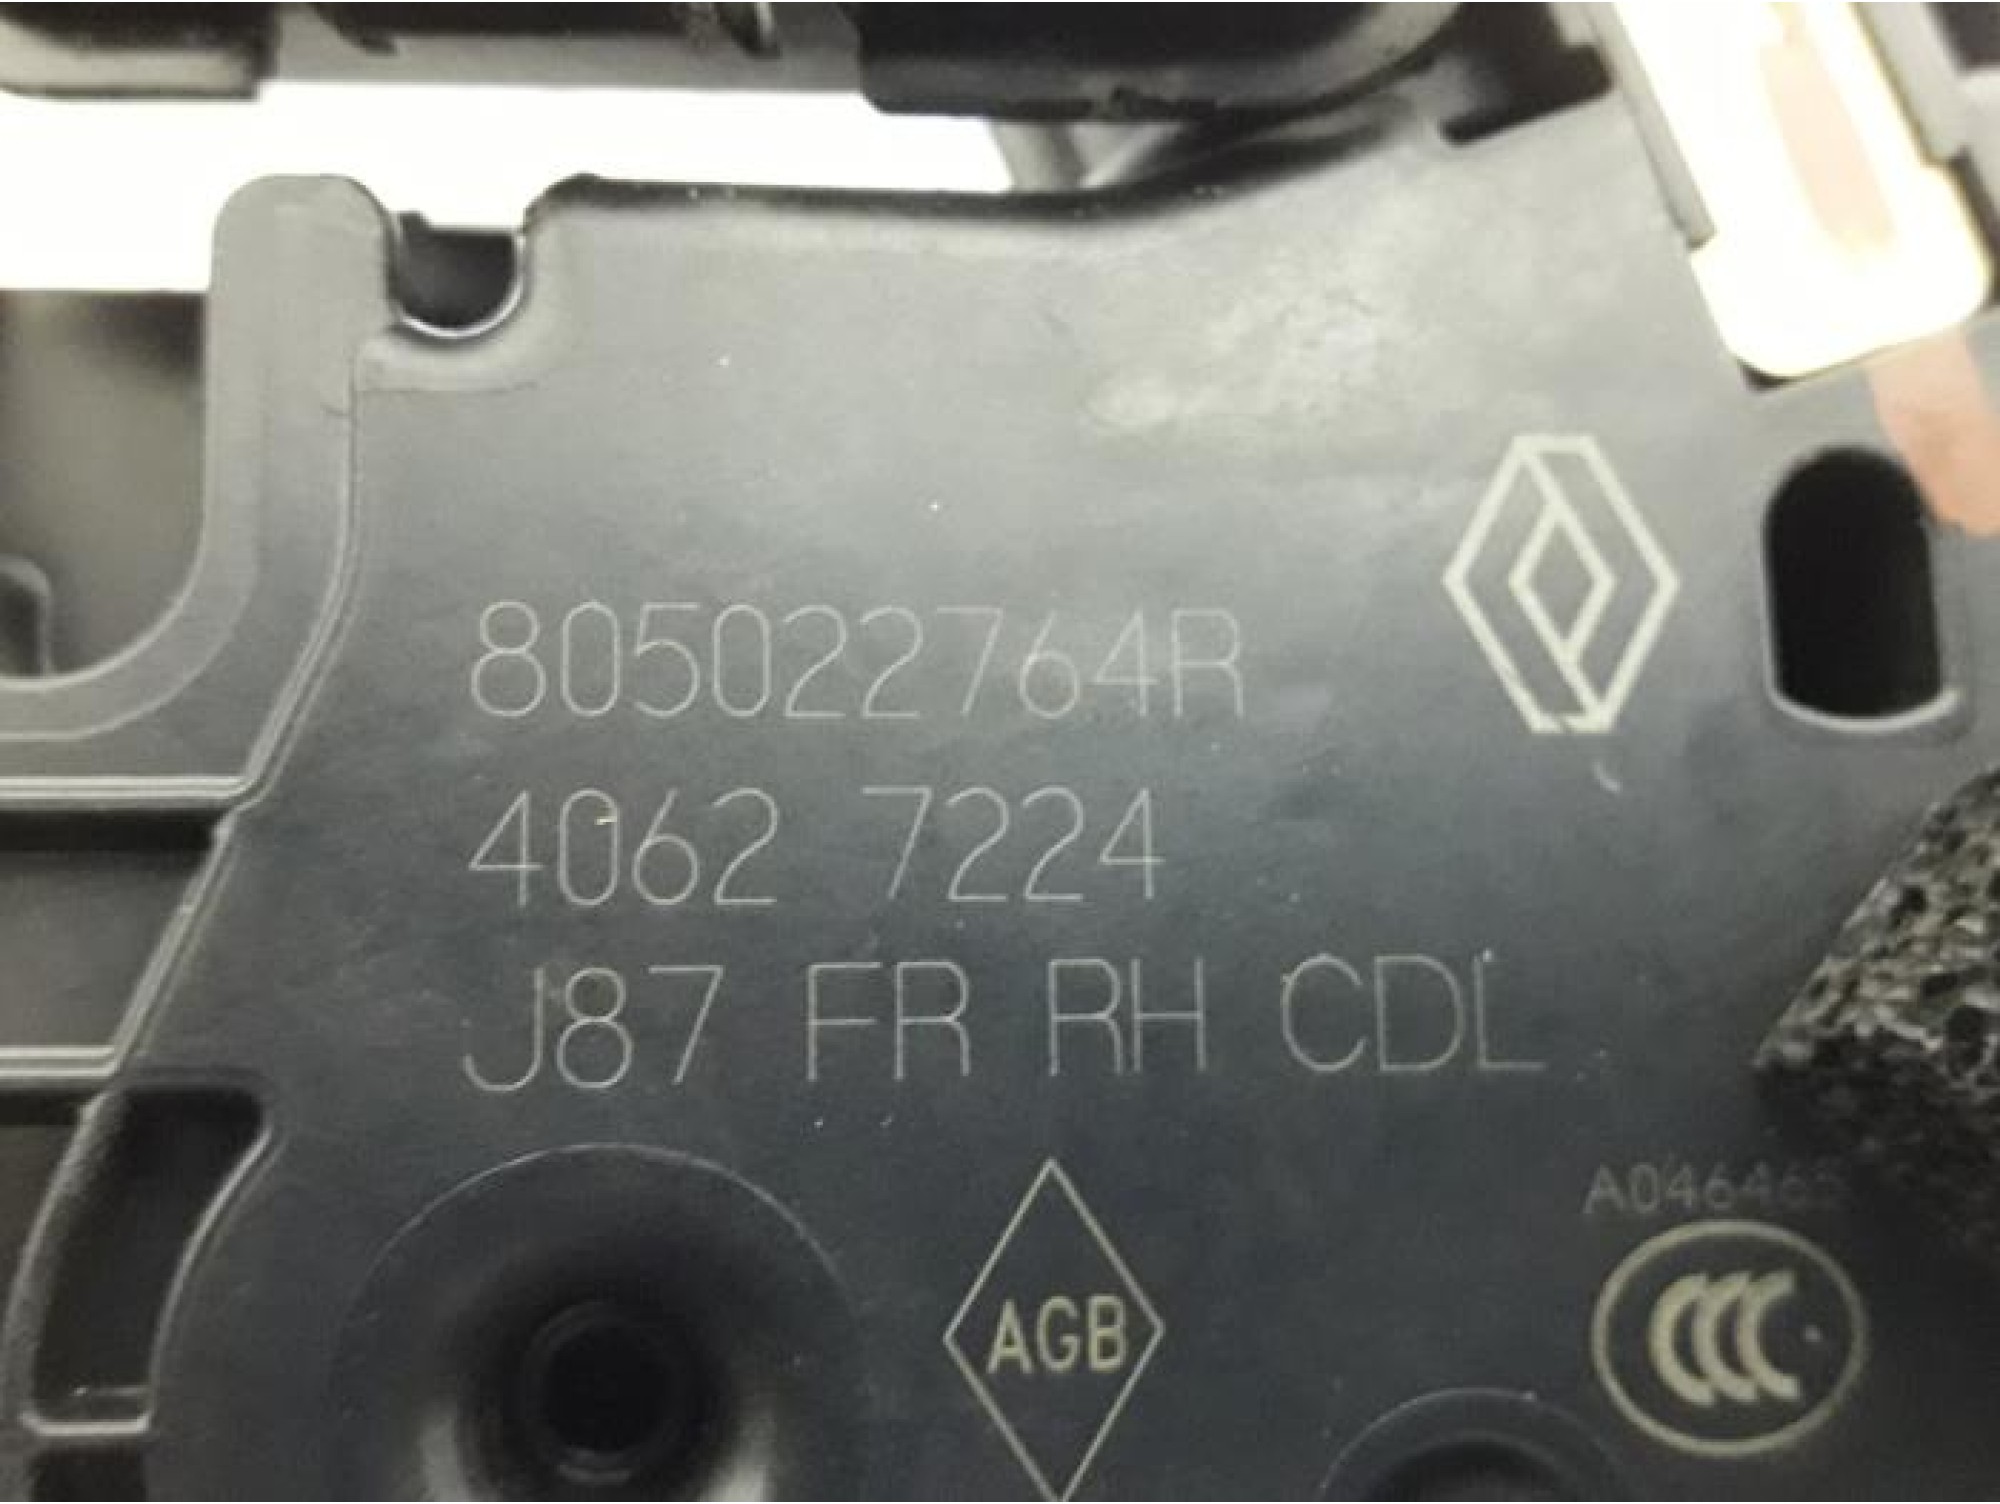 805022764R
4062 7224
J87 FR RH CDL
AGB
CCC